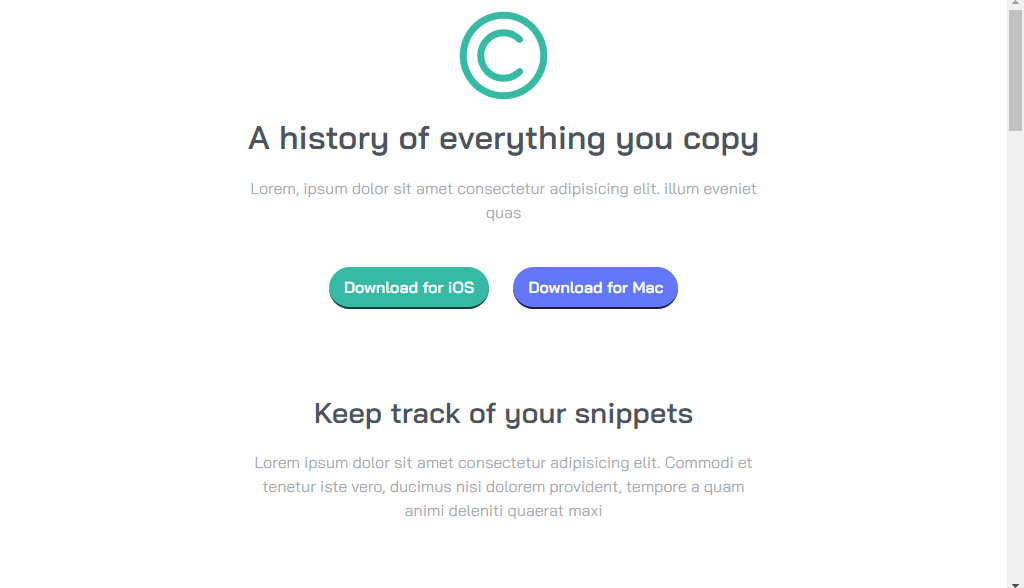 C
A history of everything you copy
Lorem, ipsum dolor sit amet consectetur adipisicing elit. illum eveniet
quas
Download for iOS
Download for Mac
Keep track of your snippets
Lorem ipsum dolor sit amet consectetur adipisicing elit. Commodi et
tenetur iste vero, ducimus nisi dolorem provident, tempore a quam
animi deleniti quaerat maxi